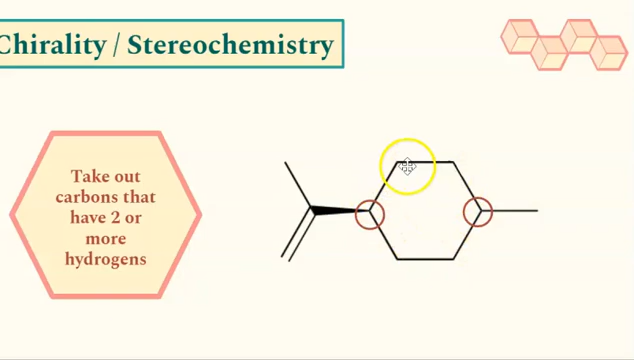 Chirality / Stereochemistry
Take out
carbons that
have 2 or
more
hydrogens